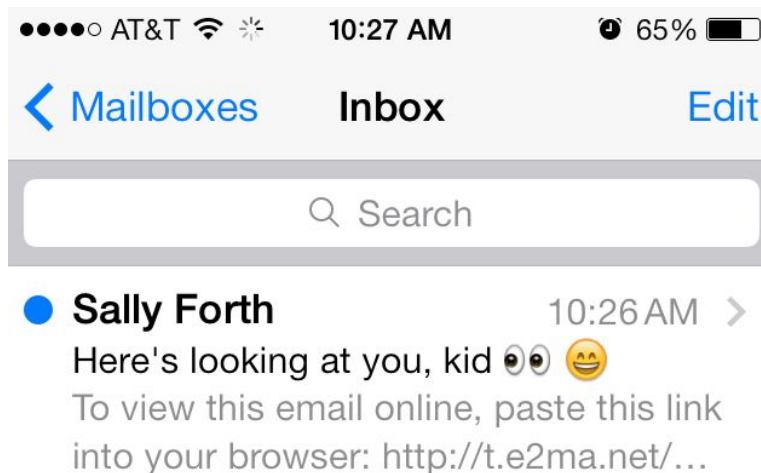 AT&T 10:27 AM 65%
Mailboxes Inbox Edit
Search
Sally Forth 10:26 AM
Here's looking at you, kid 👀 😄
To view this email online, paste this link
into your browser: http://t.e2ma.net/...